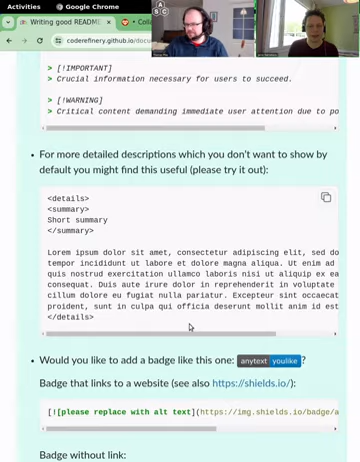 Activities Google Chrome
Writing good README
coderefinery.github.io/docu
> [!IMPORTANT]
> Crucial information necessary for users to succeed.
> [!WARNING]
> Critical content demanding immediate user attention due to po
• For more detailed descriptions which you don't want to show by
default you might find this useful (please try it out):
<details>
<summary>
Short summary
</summary>
Lorem ipsum dolor sit amet, consectetur adipiscing elit, sed do
tempor incididunt ut labore et dolore magna aliqua. Ut enim ad
quis nostrud exercitation ullamco laboris nisi ut aliquip ex ea
consequat. Duis aute irure dolor in reprehenderit in voluptate
cillum dolore eu fugiat nulla pariatur. Excepteur sint occaecat
proident, sunt in culpa qui officia deserunt mollit anim id est
</details>
• Would you like to add a badge like this one: anytext youlike ?
Badge that links to a website (see also https://shields.io/):
[![please replace with alt text](https://img.shields.io/badge/a
Badge without link: